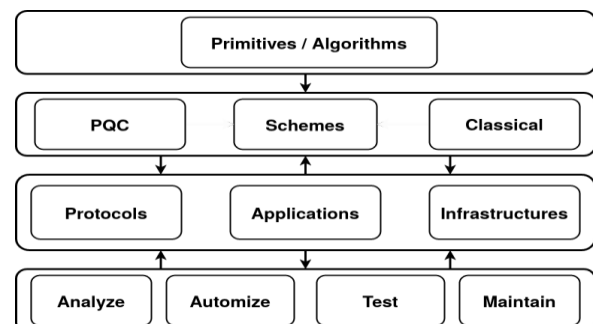 Primitives / Algorithms
PQC Schemes Classical
Protocols Applications Infrastructures
Analyze Automize Test Maintain